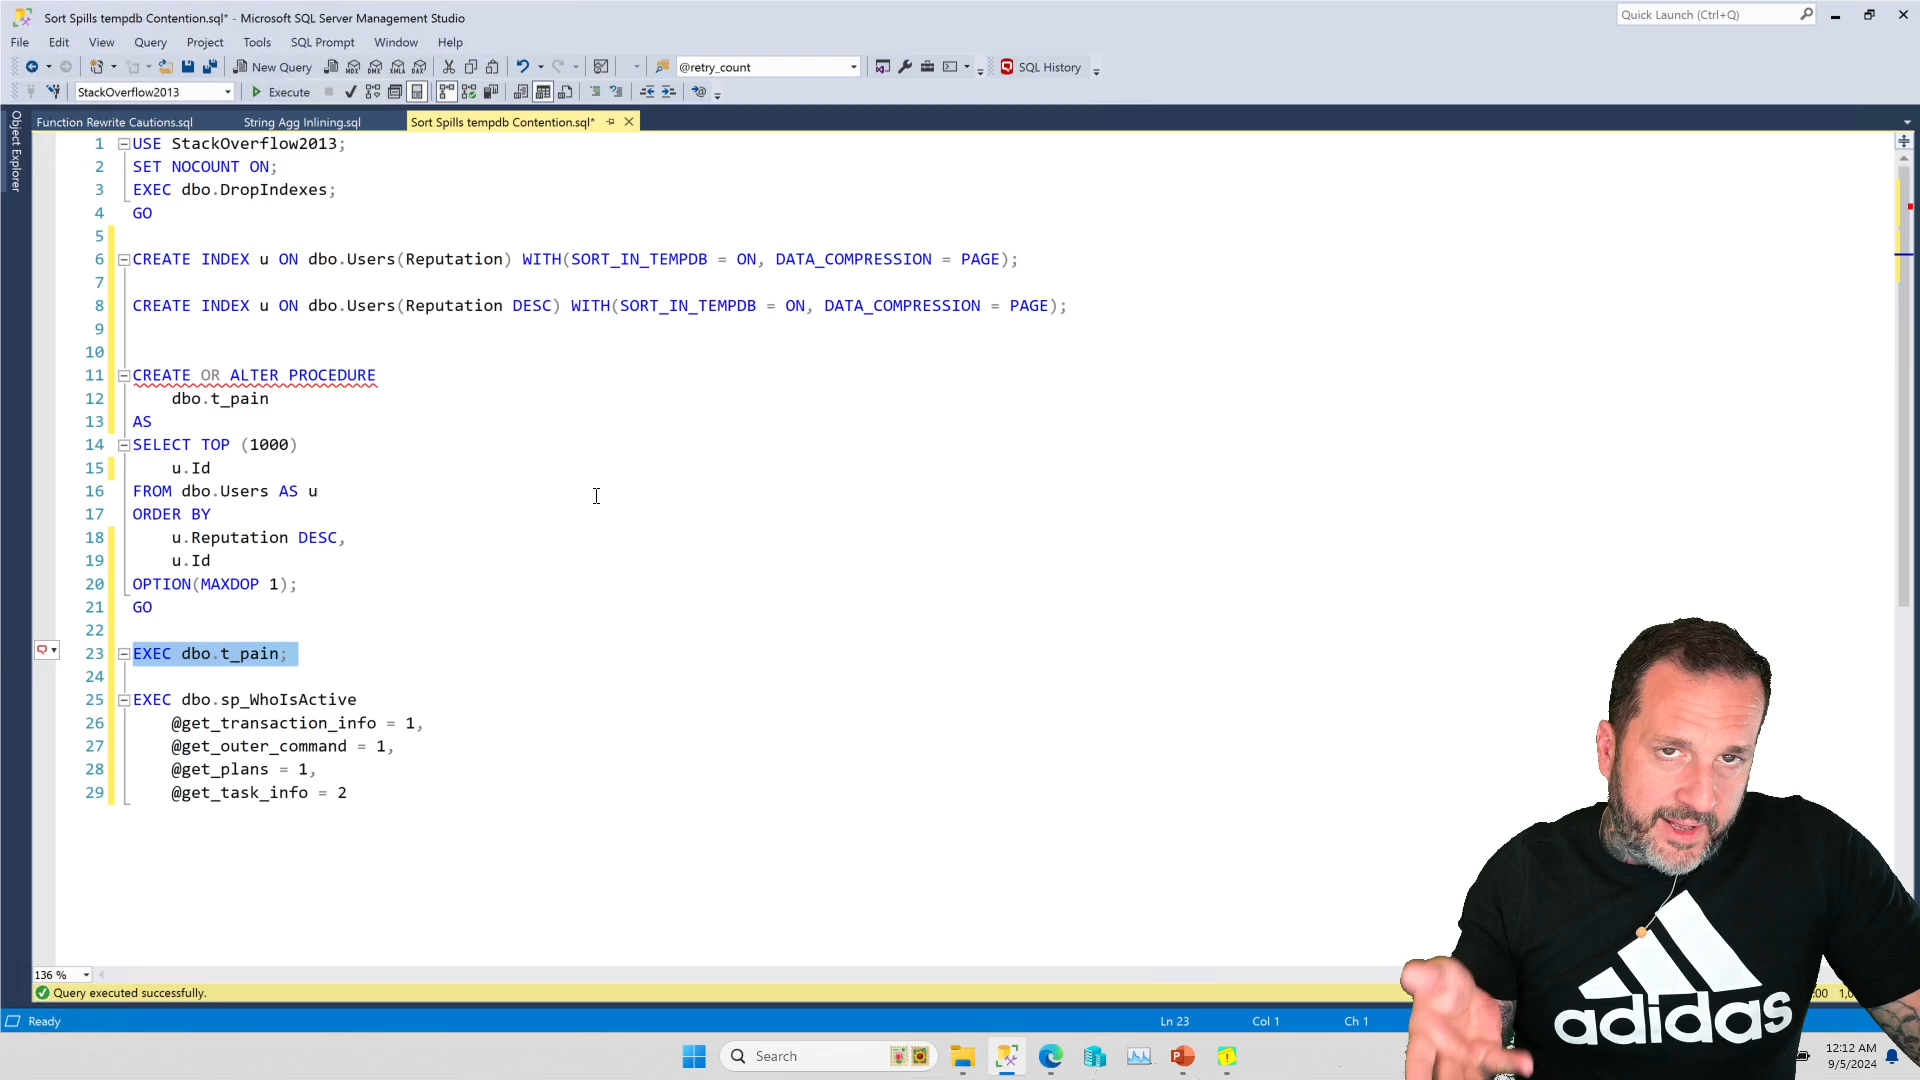 Sort Spills tempdb Contention.sql* - Microsoft SQL Server Management Studio
Quick Launch (Ctrl+Q)
File Edit View Query Project Tools SQL Prompt Window Help
New Query
MDX DMX XMLA DAX
@retry_count
SQL History
StackOverflow2013
Execute
Object Explorer
Function Rewrite Cautions.sql
String Agg Inlining.sql
Sort Spills tempdb Contention.sql*
1 USE StackOverflow2013;
2 SET NOCOUNT ON;
3 EXEC dbo.DropIndexes;
4 GO
5
6 CREATE INDEX u ON dbo.Users(Reputation) WITH(SORT_IN_TEMPDB = ON, DATA_COMPRESSION = PAGE);
7
8 CREATE INDEX u ON dbo.Users(Reputation DESC) WITH(SORT_IN_TEMPDB = ON, DATA_COMPRESSION = PAGE);
9
10
11 CREATE OR ALTER PROCEDURE
12 dbo.t_pain
13 AS
14 SELECT TOP (1000)
15 u.Id
16 FROM dbo.Users AS u
17 ORDER BY
18 u.Reputation DESC,
19 u.Id
20 OPTION(MAXDOP 1);
21 GO
22
23 EXEC dbo.t_pain;
24
25 EXEC dbo.sp_WhoIsActive
26 @get_transaction_info = 1,
27 @get_outer_command = 1,
28 @get_plans = 1,
29 @get_task_info = 2
136 %
Query executed successfully.
:00 1,0
Ready
Ln 23 Col 1 Ch 1
Search
12:12 AM
9/5/2024
adidas